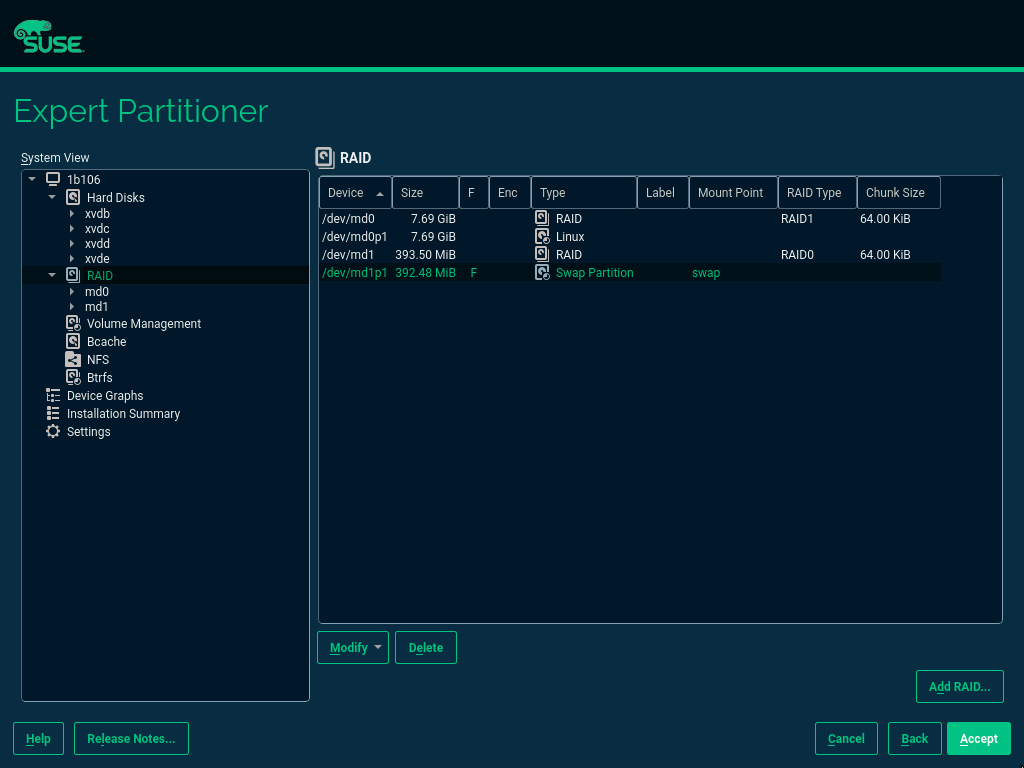 SUSE
Expert Partitioner
System View
1b106
Hard Disks
xvdb
xvdc
xvdd
xvde
RAID
md0
md1
Volume Management
Bcache
NFS
Btrfs
Device Graphs
Installation Summary
Settings
RAID
Device Size F Enc Type Label Mount Point RAID Type Chunk Size
/dev/md0 7.69 GiB RAID RAID1 64.00 KiB
/dev/md0p1 7.69 GiB Linux
/dev/md1 393.50 MiB RAID RAID0 64.00 KiB
/dev/md1p1 392.48 MiB F Swap Partition swap
Modify Delete
Add RAID...
Help Release Notes... Cancel Back Accept